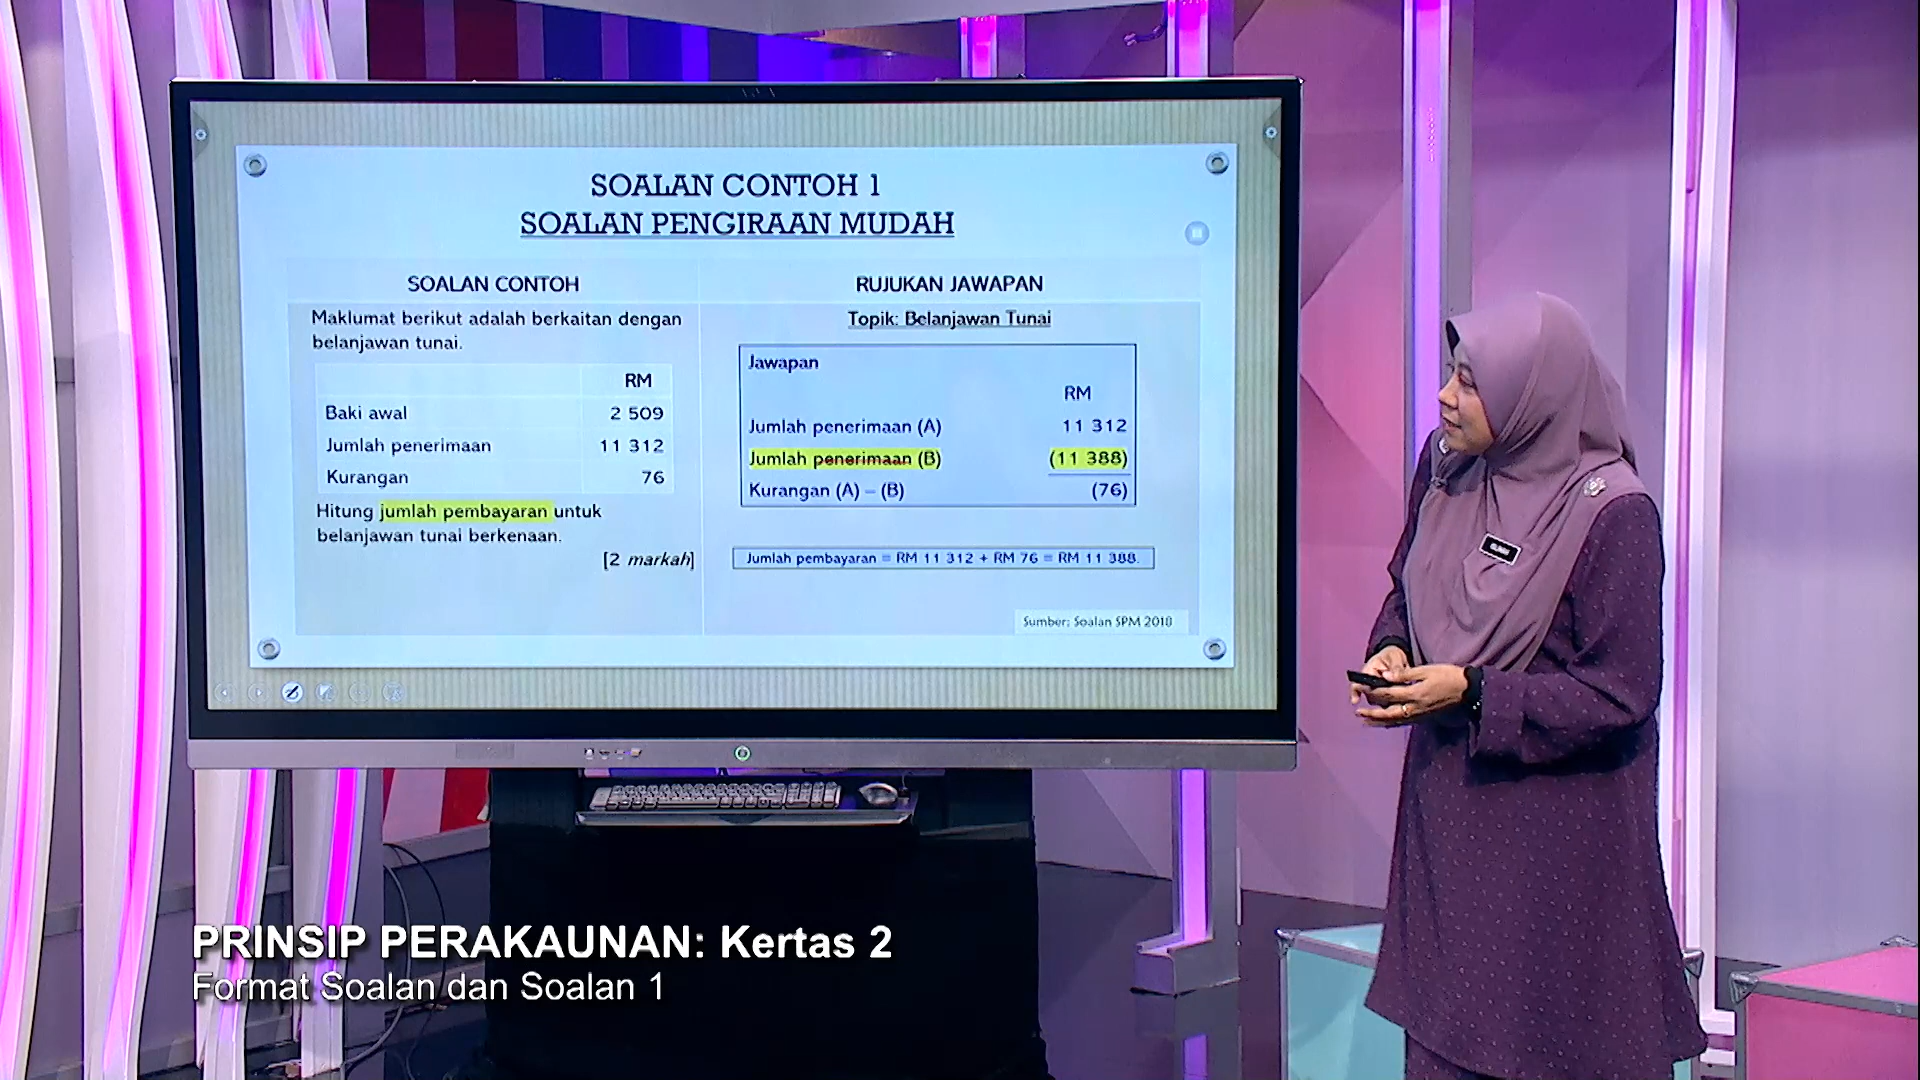 SOALAN CONTOH 1
SOALAN PENGIRAAN MUDAH
SOALAN CONTOH
Maklumat berikut adalah berkaitan dengan
belanjawan tunai.
RM
Baki awal 2 509
Jumlah penerimaan 11 312
Kurangan 76
Hitung jumlah pembayaran untuk
belanjawan tunai berkenaan.
[2 markah]
RUJUKAN JAWAPAN
Topik: Belanjawan Tunai
Jawapan
RM
Jumlah penerimaan (A) 11 312
Jumlah penerimaan (B) (11 388)
Kurangan (A) – (B) (76)
Jumlah pembayaran = RM 11 312 + RM 76 = RM 11 388.
Sumber: Soalan SPM 2018
PRINSIP PERAKAUNAN: Kertas 2
Format Soalan dan Soalan 1